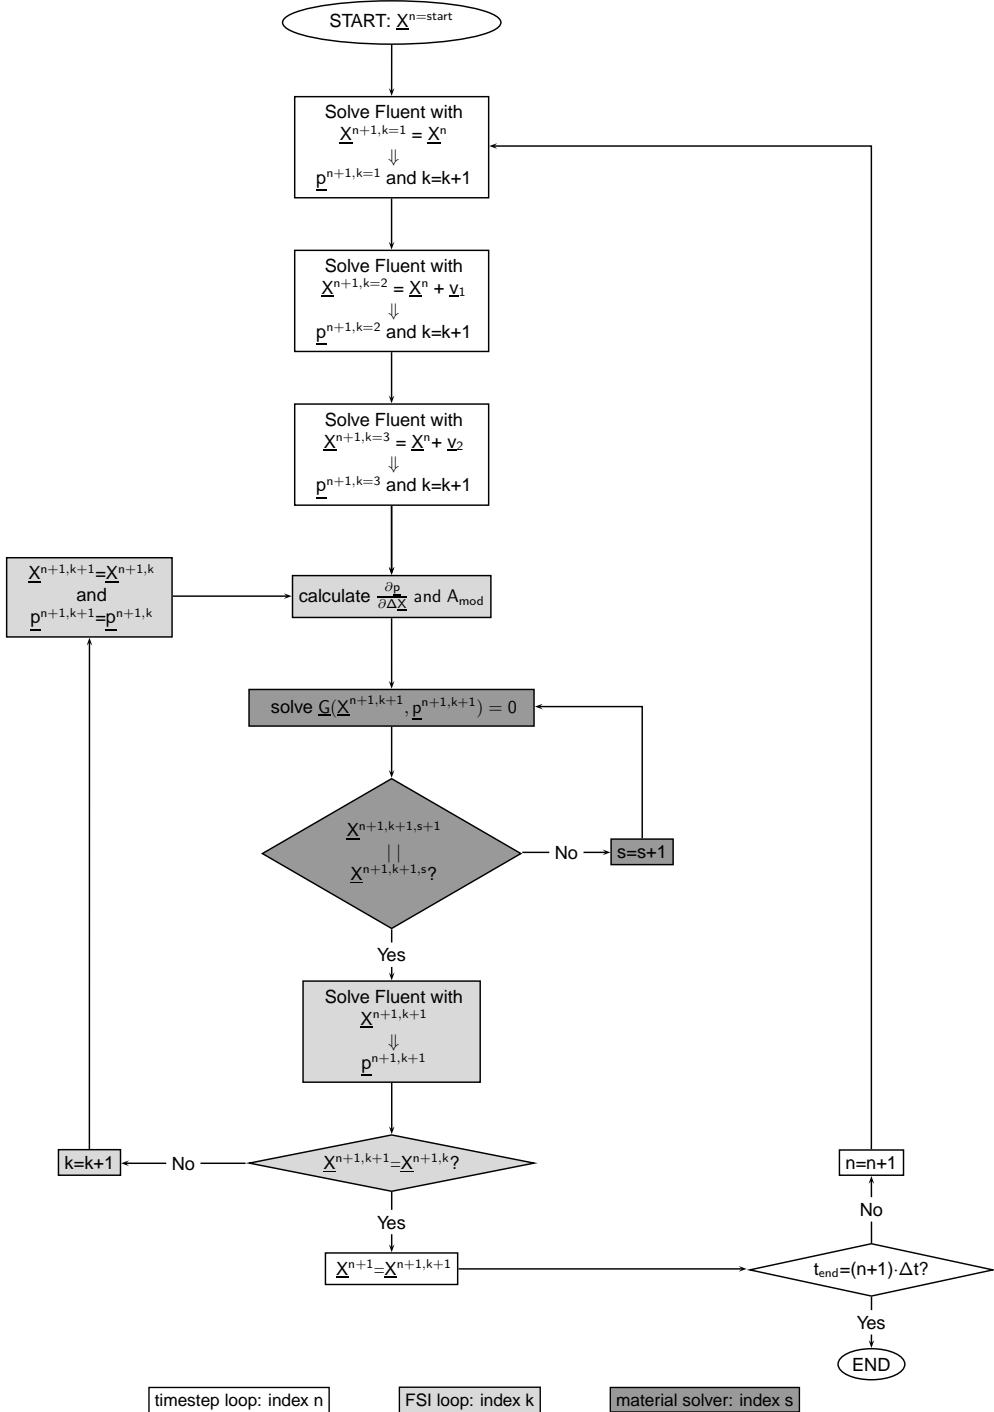 START: X^n=start
Solve Fluent with
X^n+1,k=1 = X^n
⇓
p^n+1,k=1 and k=k+1
Solve Fluent with
X^n+1,k=2 = X^n + v_1
⇓
p^n+1,k=2 and k=k+1
Solve Fluent with
X^n+1,k=3 = X^n + v_2
⇓
p^n+1,k=3 and k=k+1
X^n+1,k+1=X^n+1,k
and
p^n+1,k+1=p^n+1,k
calculate ∂p/∂ΔX and A_mod
solve G(X^n+1,k+1, p^n+1,k+1) = 0
X^n+1,k+1,s+1
||
X^n+1,k+1,s?
No
s=s+1
Yes
Solve Fluent with
X^n+1,k+1
⇓
p^n+1,k+1
k=k+1
No
X^n+1,k+1=X^n+1,k?
n=n+1
No
Yes
X^n+1=X^n+1,k+1
t_end=(n+1)·Δt?
Yes
END
timestep loop: index n
FSI loop: index k
material solver: index s